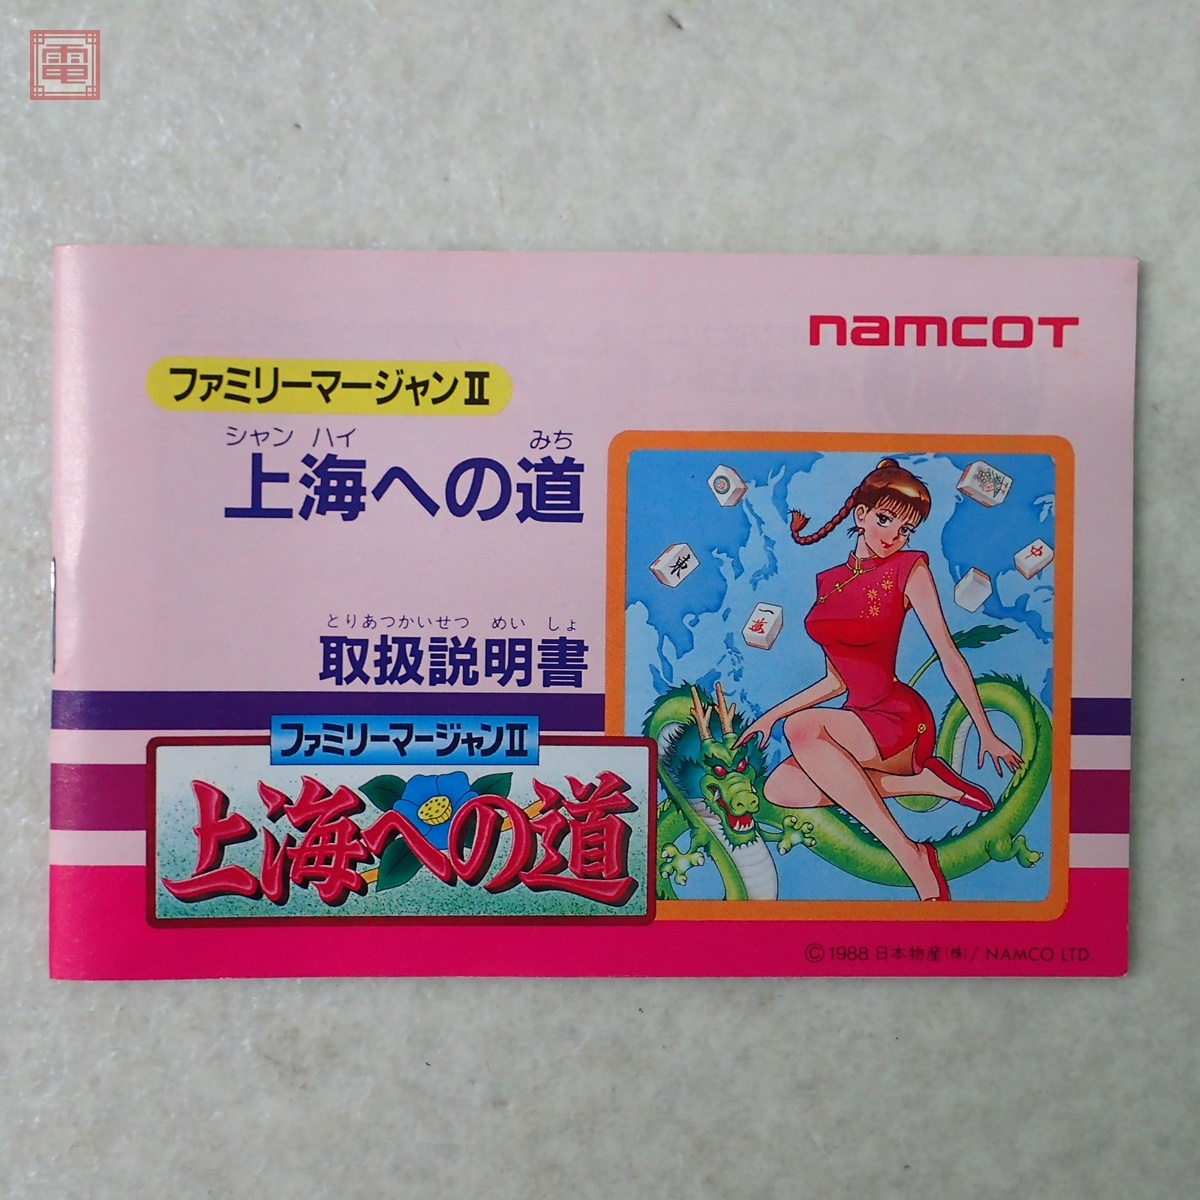 電
namcot
ファミリーマージャンⅡ
シャン ハイ みち
上海への道
とりあつかいせつ めい しょ
取扱説明書
ファミリーマージャンⅡ
上海への道
東
一萬
中
©1988 日本物産(株)/NAMCO LTD.